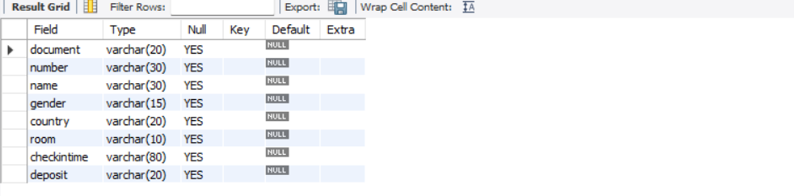 Result Grid Filter Rows: Export: Wrap Cell Content: IA
Field Type Null Key Default Extra
document varchar(20) YES NULL
number varchar(30) YES NULL
name varchar(30) YES NULL
gender varchar(15) YES NULL
country varchar(20) YES NULL
room varchar(10) YES NULL
checkintime varchar(80) YES NULL
deposit varchar(20) YES NULL